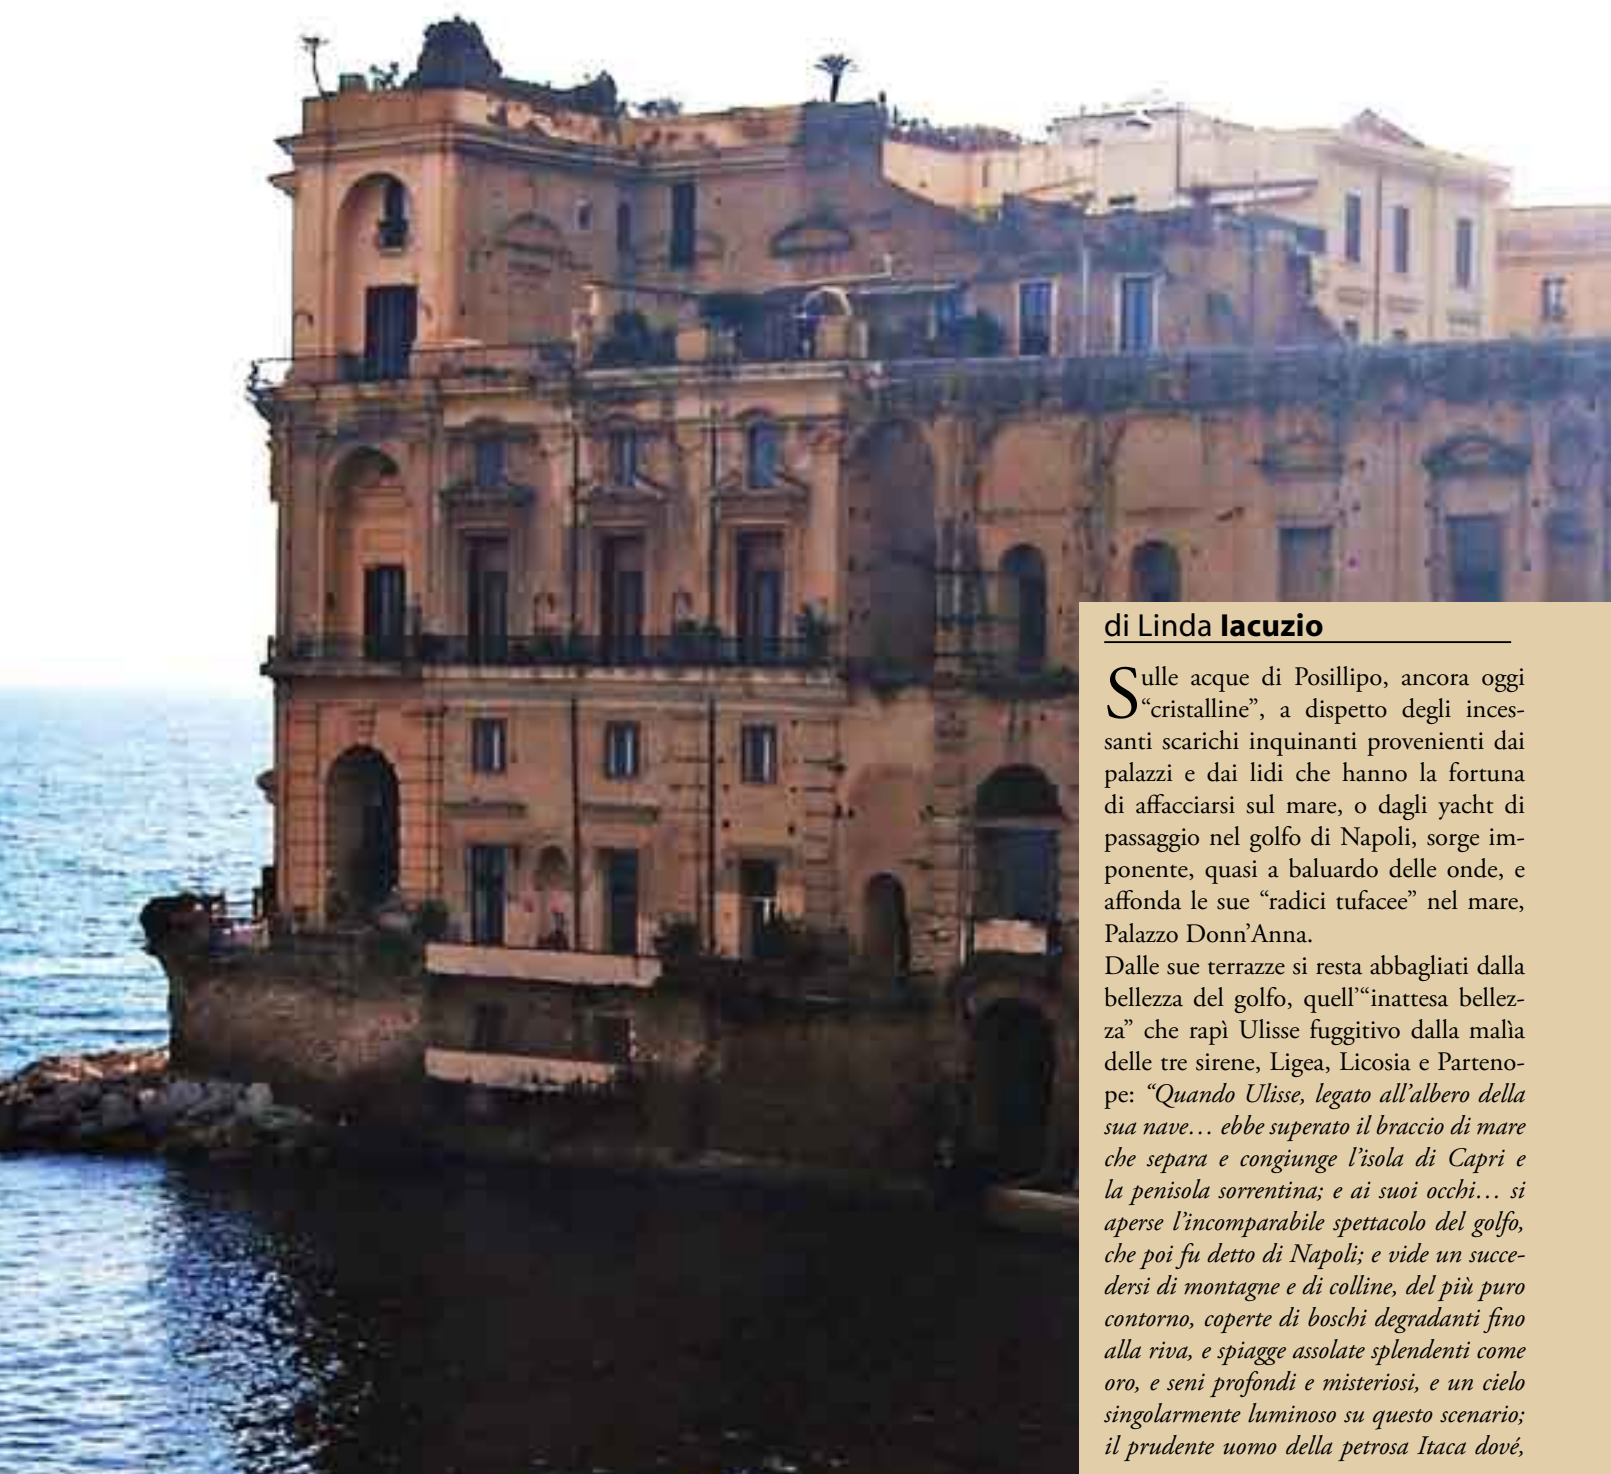 di Linda Iacuzio
Sulle acque di Posillipo, ancora oggi
“cristalline”, a dispetto degli inces-
santi scarichi inquinanti provenienti dai
palazzi e dai lidi che hanno la fortuna
di affacciarsi sul mare, o dagli yacht di
passaggio nel golfo di Napoli, sorge im-
ponente, quasi a baluardo delle onde, e
affonda le sue “radici tufacee” nel mare,
Palazzo Donn’Anna.
Dalle sue terrazze si resta abbagliati dalla
bellezza del golfo, quell’“inattesa bellez-
za” che rapì Ulisse fuggitivo dalla malìa
delle tre sirene, Ligea, Licosia e Parteno-
pe: “Quando Ulisse, legato all’albero della
sua nave… ebbe superato il braccio di mare
che separa e congiunge l’isola di Capri e
la penisola sorrentina; e ai suoi occhi… si
aperse l’incomparabile spettacolo del golfo,
che poi fu detto di Napoli; e vide un succe-
dersi di montagne e di colline, del più puro
contorno, coperte di boschi degradanti fino
alla riva, e spiagge assolate splendenti come
oro, e seni profondi e misteriosi, e un cielo
singolarmente luminoso su questo scenario;
il prudente uomo della petrosa Itaca dové,